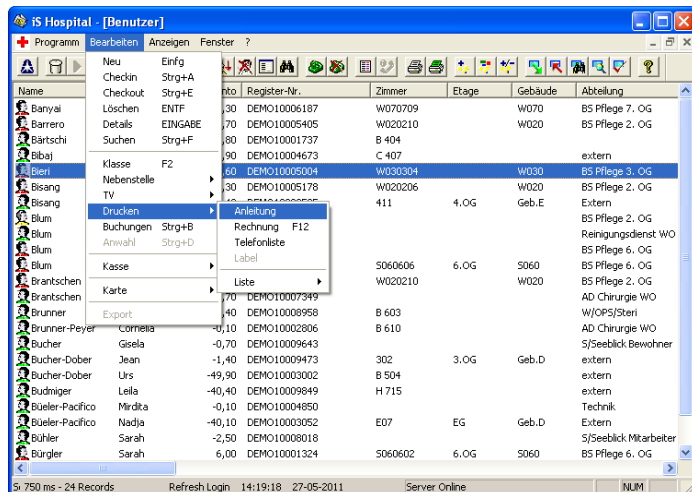 iS Hospital - [Benutzer]
Programm Bearbeiten Anzeigen Fenster ?
Neu Einfg
Checkin Strg+A
Checkout Strg+E
Löschen ENTF
Details EINGABE
Suchen Strg+F
Klasse F2
Nebenstelle
TV
Drucken
Buchungen Strg+B
Anwahl Strg+D
Kasse
Karte
Export
Anleitung
Rechnung F12
Telefonliste
Label
Liste
Name nto Register-Nr. Zimmer Etage Gebäude Abteilung
Banyai ,30 DEMO10006187 W070709 W070 BS Pflege 7. OG
Barrero ,70 DEMO10005405 W020210 W020 BS Pflege 2. OG
Bärtschi ,80 DEMO10001737 B 404
Bibaj ,90 DEMO10004673 C 407 extern
Bieri ,60 DEMO10005004 W030304 W030 BS Pflege 3. OG
Bisang ,30 DEMO10005178 W020206 W020 BS Pflege 2. OG
Bisang 411 4.OG Geb.E Extern
Blum BS Pflege 2. OG
Blum Reinigungsdienst WO
Blum BS Pflege 6. OG
Blum S060606 6.OG S060 BS Pflege 6. OG
Brantschen W020210 W020 BS Pflege 2. OG
Brantschen ,70 DEMO10007349 AD Chirurgie WO
Brunner ,40 DEMO10008958 B 603 W/OPS/Steri
Brunner-Peyer Cornelia -0,10 DEMO10002806 B 610 AD Chirurgie WO
Bucher Gisela -0,70 DEMO10009643 S/Seeblick Bewohner
Bucher-Dober Jean -1,40 DEMO10009473 302 3.OG Geb.D extern
Bucher-Dober Urs -49,90 DEMO10003002 B 504 extern
Budmiger Leila -40,40 DEMO10009849 H 715 extern
Büeler-Pacifico Mirdita -0,10 DEMO10004850 Technik
Büeler-Pacifico Nadja -40,10 DEMO10003052 E07 EG Geb.D Extern
Bühler Sarah -2,50 DEMO10008018 S/Seeblick Mitarbeiter
Bürgler Sarah 6,00 DEMO10001324 S060602 6.OG S060 BS Pflege 6. OG
750 ms - 24 Records Refresh Login 14:19:18 27-05-2011 Server Online NUM